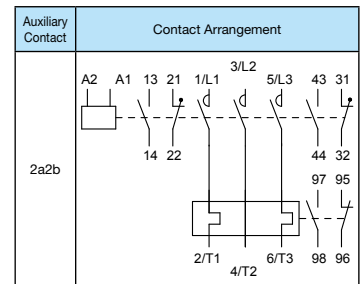 Auxiliary
Contact
Contact Arrangement
2a2b
3/L2
A2 A1 13 21 1/L1 5/L3 43 31
14 22 44 32
97 95
2/T1 6/T3 98 96
4/T2